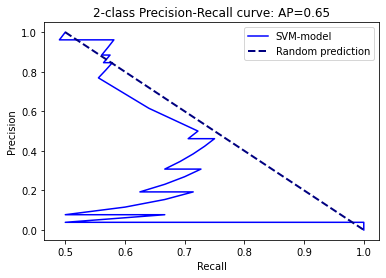 2-class Precision-Recall curve: AP=0.65
SVM-model
Random prediction
Precision
1.0
0.8
0.6
0.4
0.2
0.0
0.5
0.6
0.7
0.8
0.9
1.0
Recall